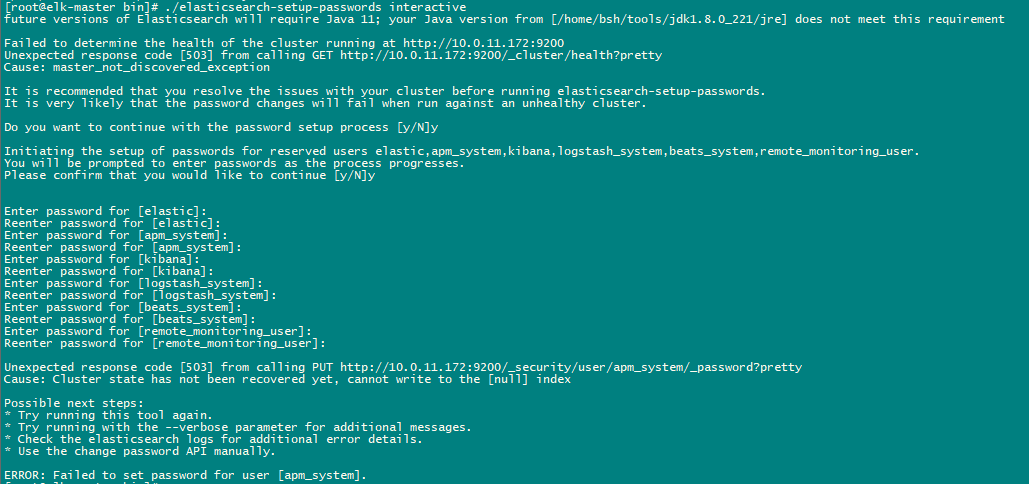 [root@elk-master bin]# ./elasticsearch-setup-passwords interactive
future versions of Elasticsearch will require Java 11; your Java version from [/home/bsh/tools/jdk1.8.0_221/jre] does not meet this requirement
Failed to determine the health of the cluster running at http://10.0.11.172:9200
Unexpected response code [503] from calling GET http://10.0.11.172:9200/_cluster/health?pretty
Cause: master_not_discovered_exception
It is recommended that you resolve the issues with your cluster before running elasticsearch-setup-passwords.
It is very likely that the password changes will fail when run against an unhealthy cluster.
Do you want to continue with the password setup process [y/N]y
Initiating the setup of passwords for reserved users elastic,apm_system,kibana,logstash_system,beats_system,remote_monitoring_user.
You will be prompted to enter passwords as the process progresses.
Please confirm that you would like to continue [y/N]y
Enter password for [elastic]:
Reenter password for [elastic]:
Enter password for [apm_system]:
Reenter password for [apm_system]:
Enter password for [kibana]:
Reenter password for [kibana]:
Enter password for [logstash_system]:
Reenter password for [logstash_system]:
Enter password for [beats_system]:
Reenter password for [beats_system]:
Enter password for [remote_monitoring_user]:
Reenter password for [remote_monitoring_user]:
Unexpected response code [503] from calling PUT http://10.0.11.172:9200/_security/user/apm_system/_password?pretty
Cause: Cluster state has not been recovered yet, cannot write to the [null] index
Possible next steps:
* Try running this tool again.
* Try running with the --verbose parameter for additional messages.
* Check the elasticsearch logs for additional error details.
* Use the change password API manually.
ERROR: Failed to set password for user [apm_system].